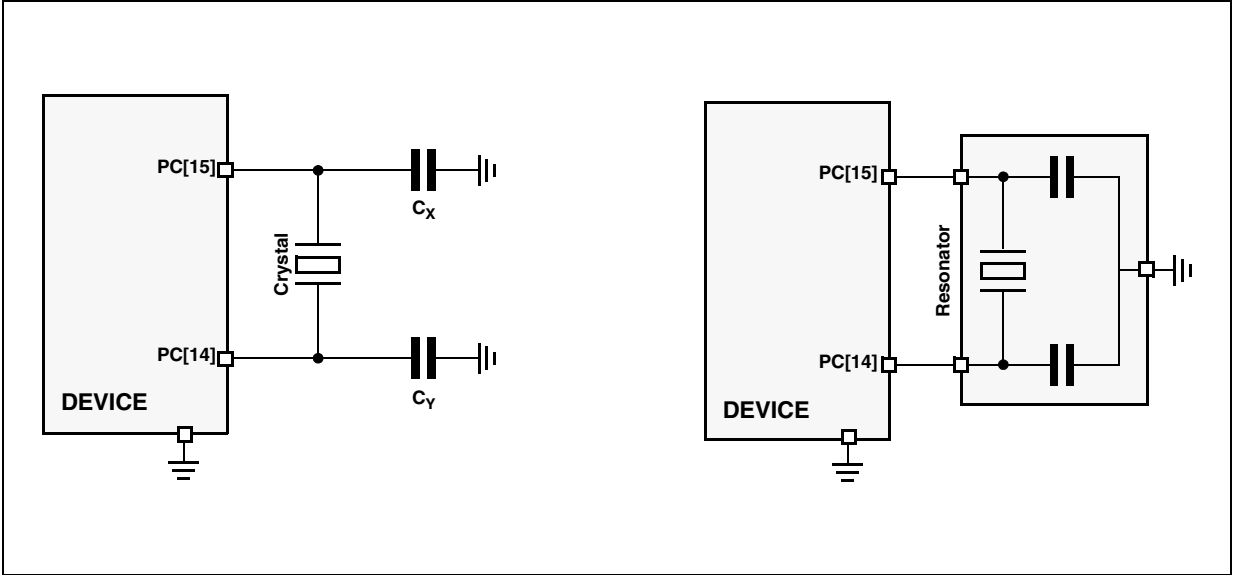 PC[15]
C_X
Crystal
PC[14]
C_Y
DEVICE
PC[15]
Resonator
PC[14]
DEVICE